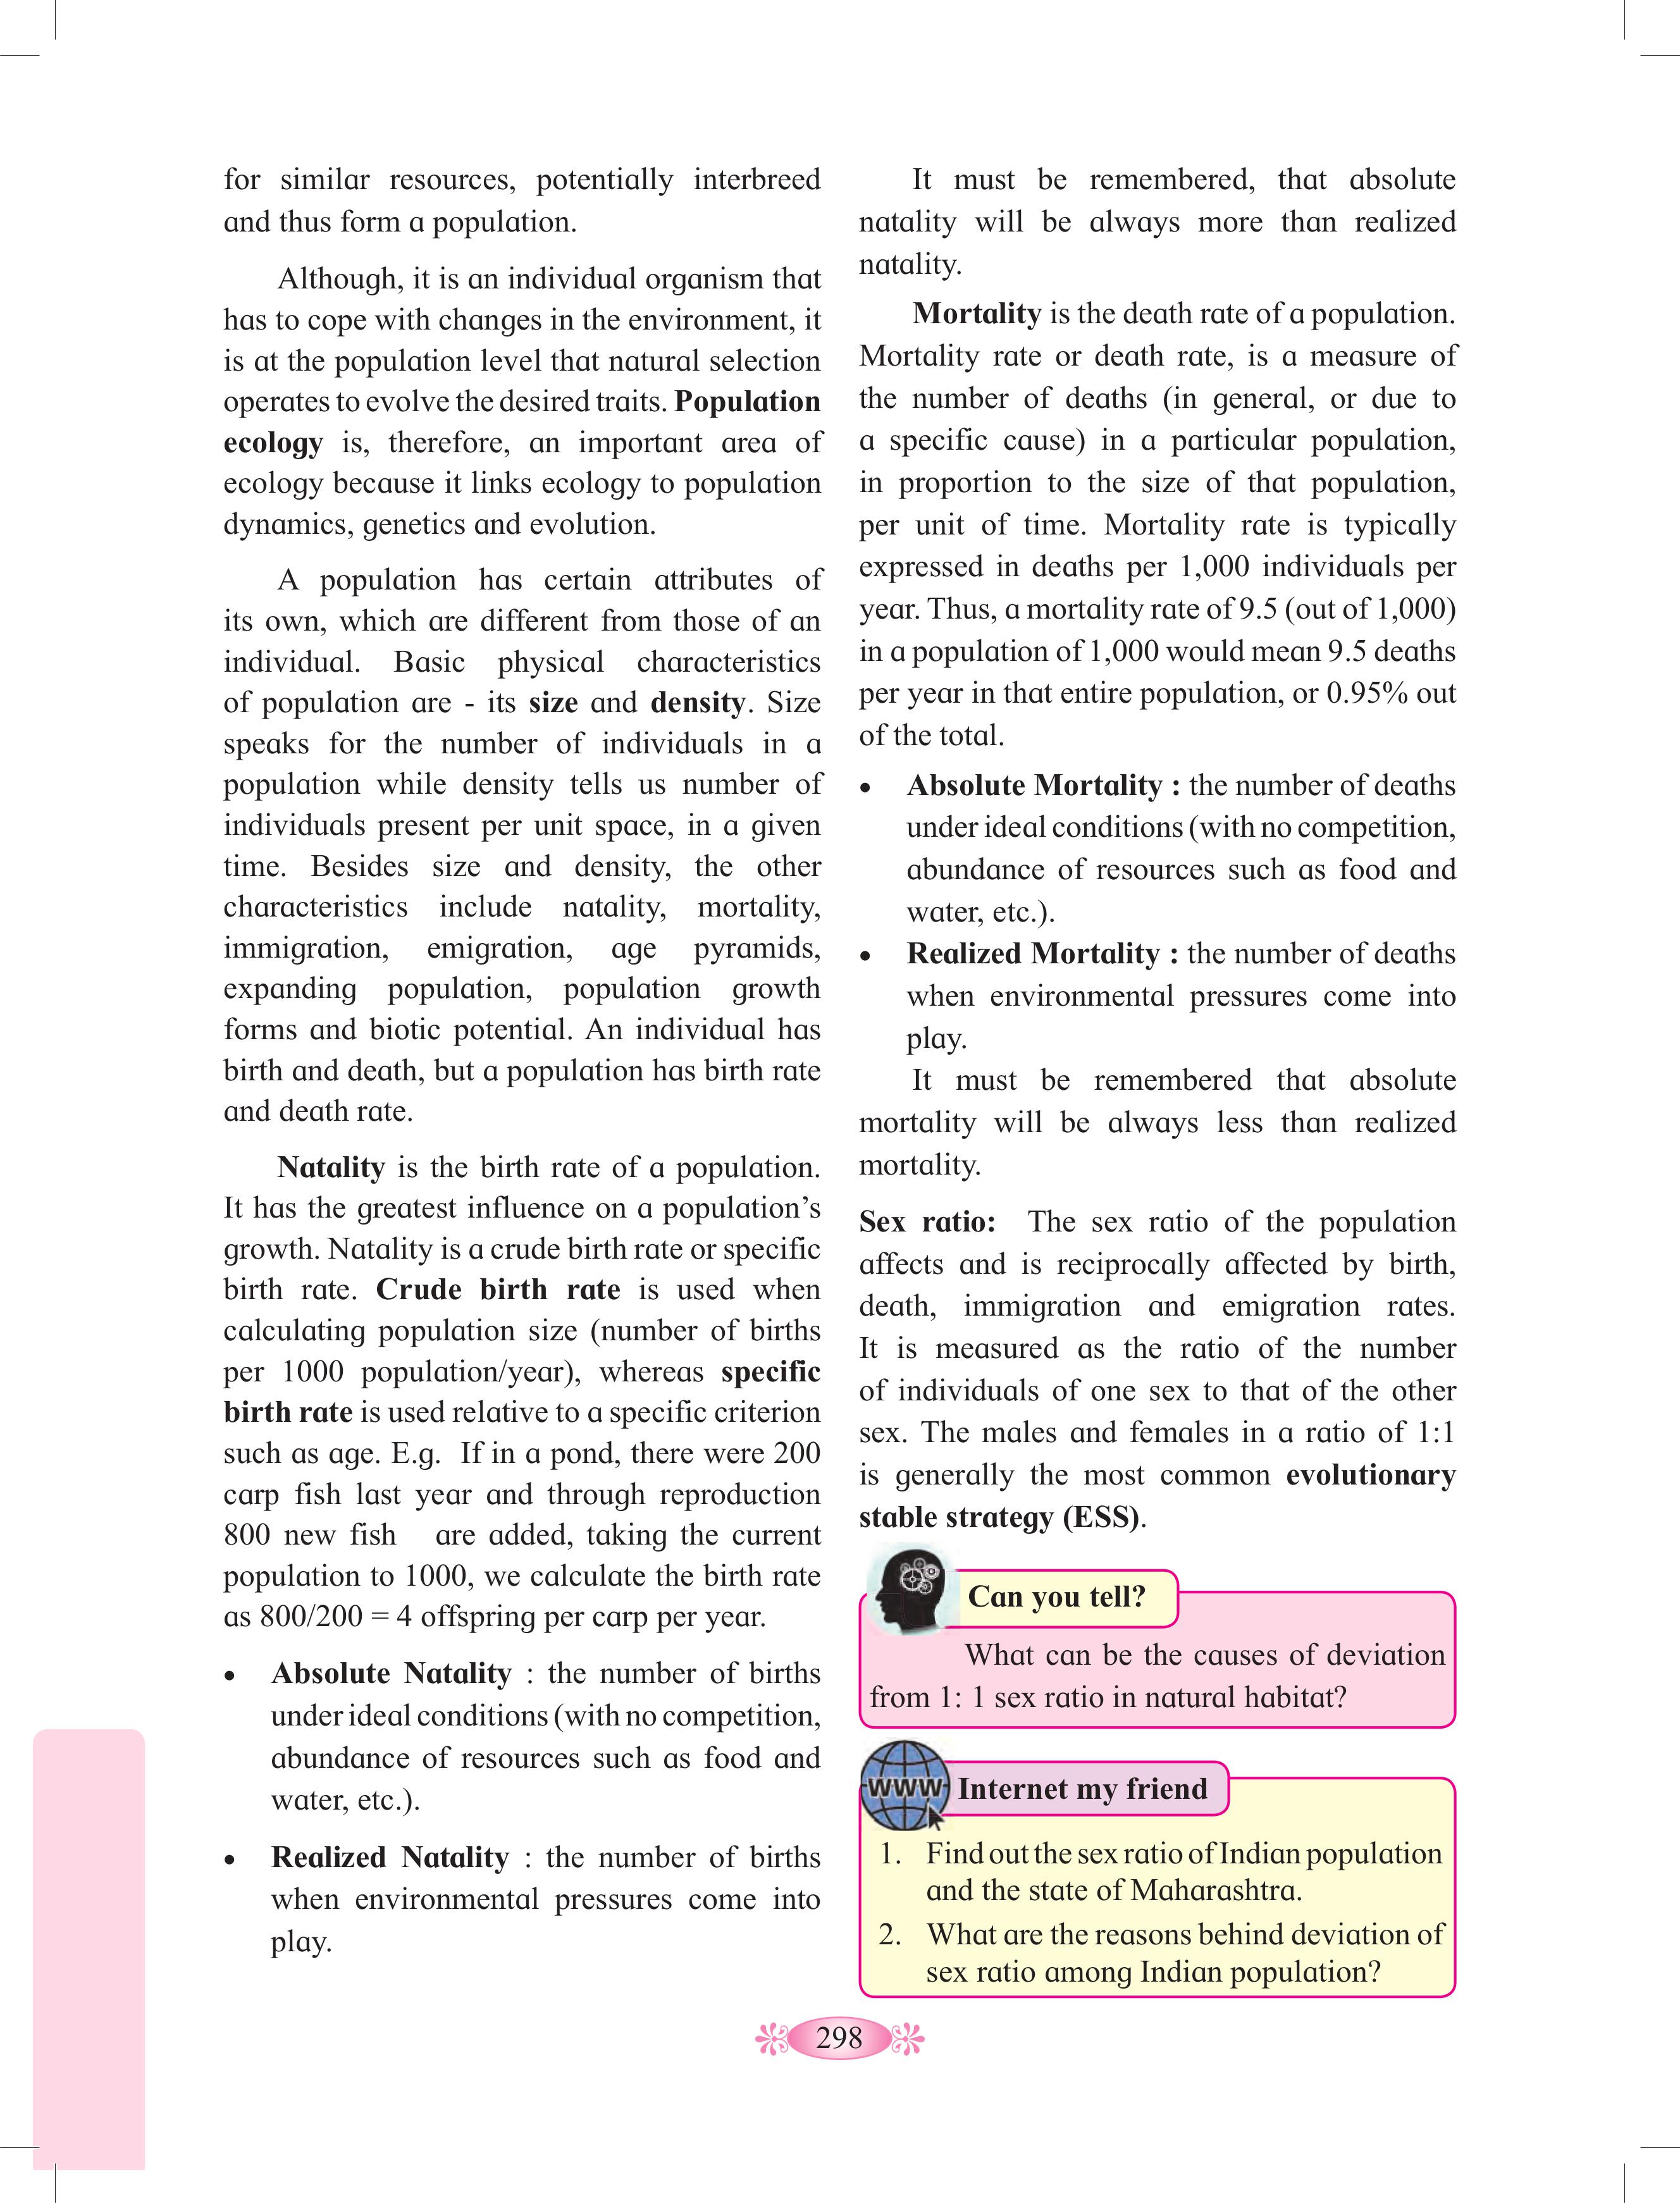 for similar resources, potentially interbreed
and thus form a population.
Although, it is an individual organism that
has to cope with changes in the environment, it
is at the population level that natural selection
operates to evolve the desired traits. Population
ecology is, therefore, an important area of
ecology because it links ecology to population
dynamics, genetics and evolution.
A population has certain attributes of
its own, which are different from those of an
individual. Basic physical characteristics
of population are - its size and density. Size
speaks for the number of individuals in a
population while density tells us number of
individuals present per unit space, in a given
time. Besides size and density, the other
characteristics include natality, mortality,
immigration, emigration, age pyramids,
expanding population, population growth
forms and biotic potential. An individual has
birth and death, but a population has birth rate
and death rate.
Natality is the birth rate of a population.
It has the greatest influence on a population’s
growth. Natality is a crude birth rate or specific
birth rate. Crude birth rate is used when
calculating population size (number of births
per 1000 population/year), whereas specific
birth rate is used relative to a specific criterion
such as age. E.g. If in a pond, there were 200
carp fish last year and through reproduction
800 new fish are added, taking the current
population to 1000, we calculate the birth rate
as 800/200 = 4 offspring per carp per year.
• Absolute Natality : the number of births
under ideal conditions (with no competition,
abundance of resources such as food and
water, etc.).
• Realized Natality : the number of births
when environmental pressures come into
play.
It must be remembered, that absolute
natality will be always more than realized
natality.
Mortality is the death rate of a population.
Mortality rate or death rate, is a measure of
the number of deaths (in general, or due to
a specific cause) in a particular population,
in proportion to the size of that population,
per unit of time. Mortality rate is typically
expressed in deaths per 1,000 individuals per
year. Thus, a mortality rate of 9.5 (out of 1,000)
in a population of 1,000 would mean 9.5 deaths
per year in that entire population, or 0.95% out
of the total.
• Absolute Mortality : the number of deaths
under ideal conditions (with no competition,
abundance of resources such as food and
water, etc.).
• Realized Mortality : the number of deaths
when environmental pressures come into
play.
It must be remembered that absolute
mortality will be always less than realized
mortality.
Sex ratio: The sex ratio of the population
affects and is reciprocally affected by birth,
death, immigration and emigration rates.
It is measured as the ratio of the number
of individuals of one sex to that of the other
sex. The males and females in a ratio of 1:1
is generally the most common evolutionary
stable strategy (ESS).
Can you tell?
What can be the causes of deviation
from 1: 1 sex ratio in natural habitat?
WWW
Internet my friend
1. Find out the sex ratio of Indian population
and the state of Maharashtra.
2. What are the reasons behind deviation of
sex ratio among Indian population?
298